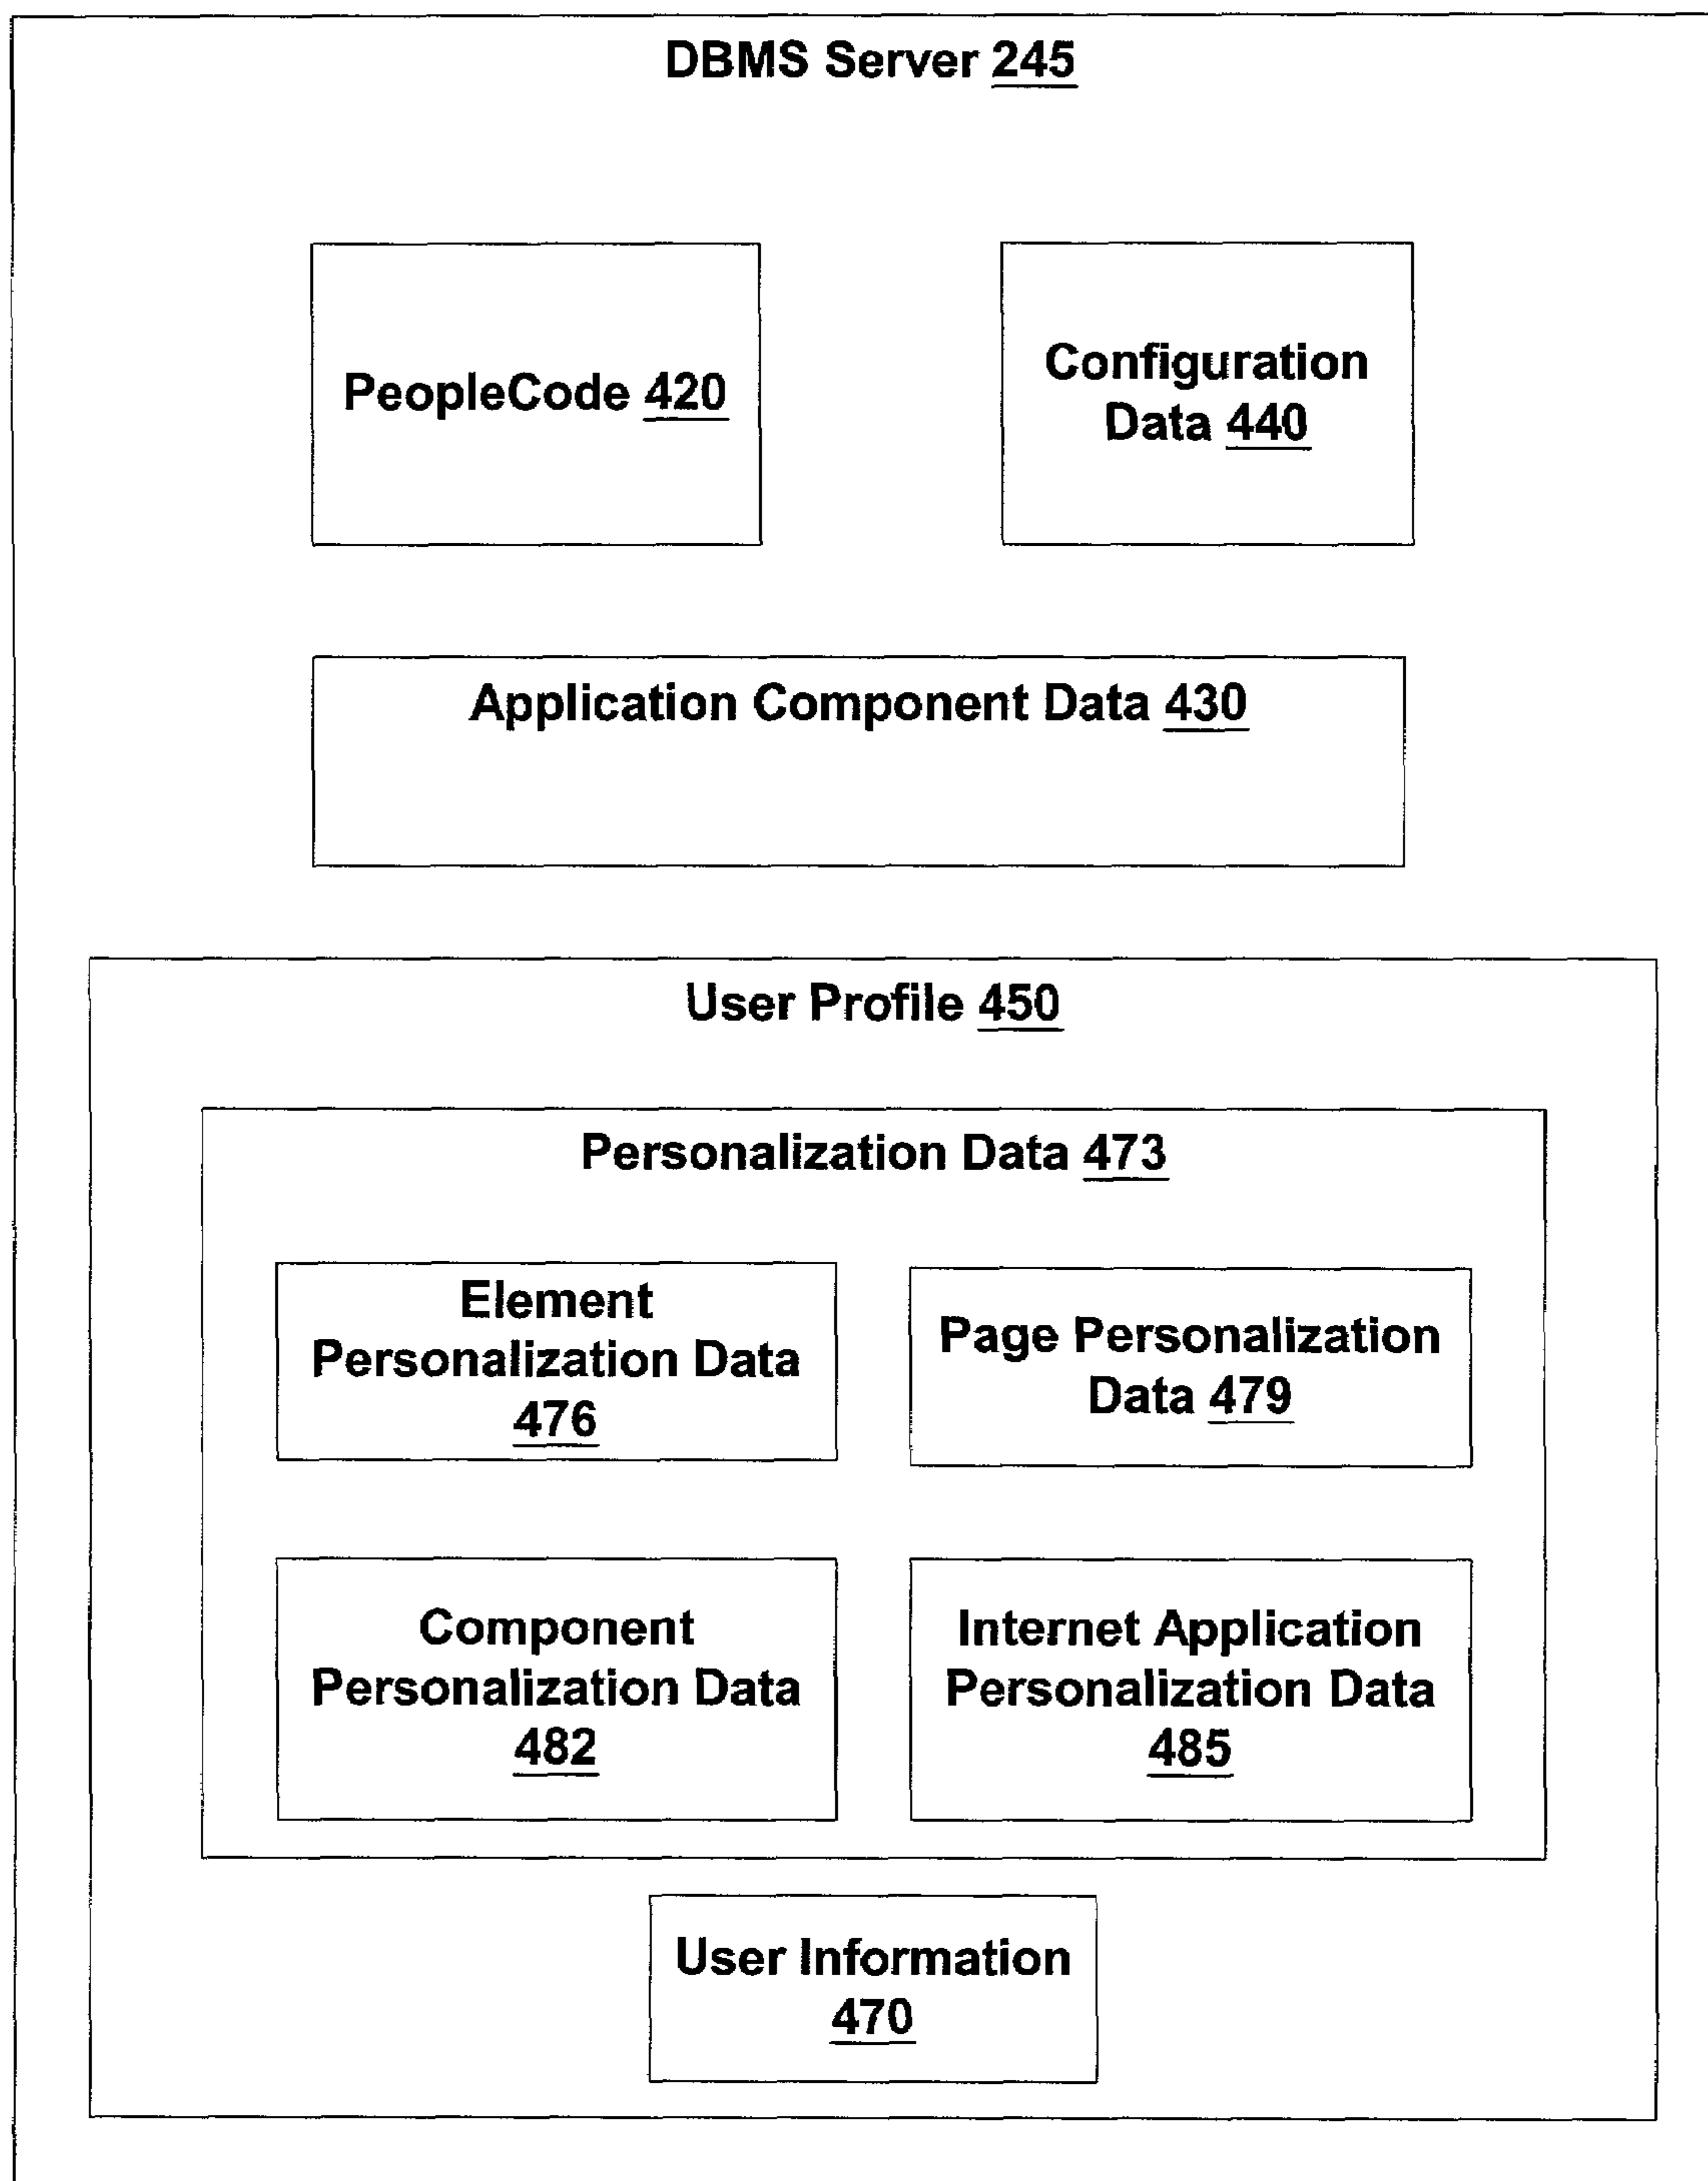 DBMS Server 245
PeopleCode 420
Configuration
Data 440
Application Component Data 430
User Profile 450
Personalization Data 473
Element
Personalization Data
476
Page Personalization
Data 479
Component
Personalization Data
482
Internet Application
Personalization Data
485
User Information
470